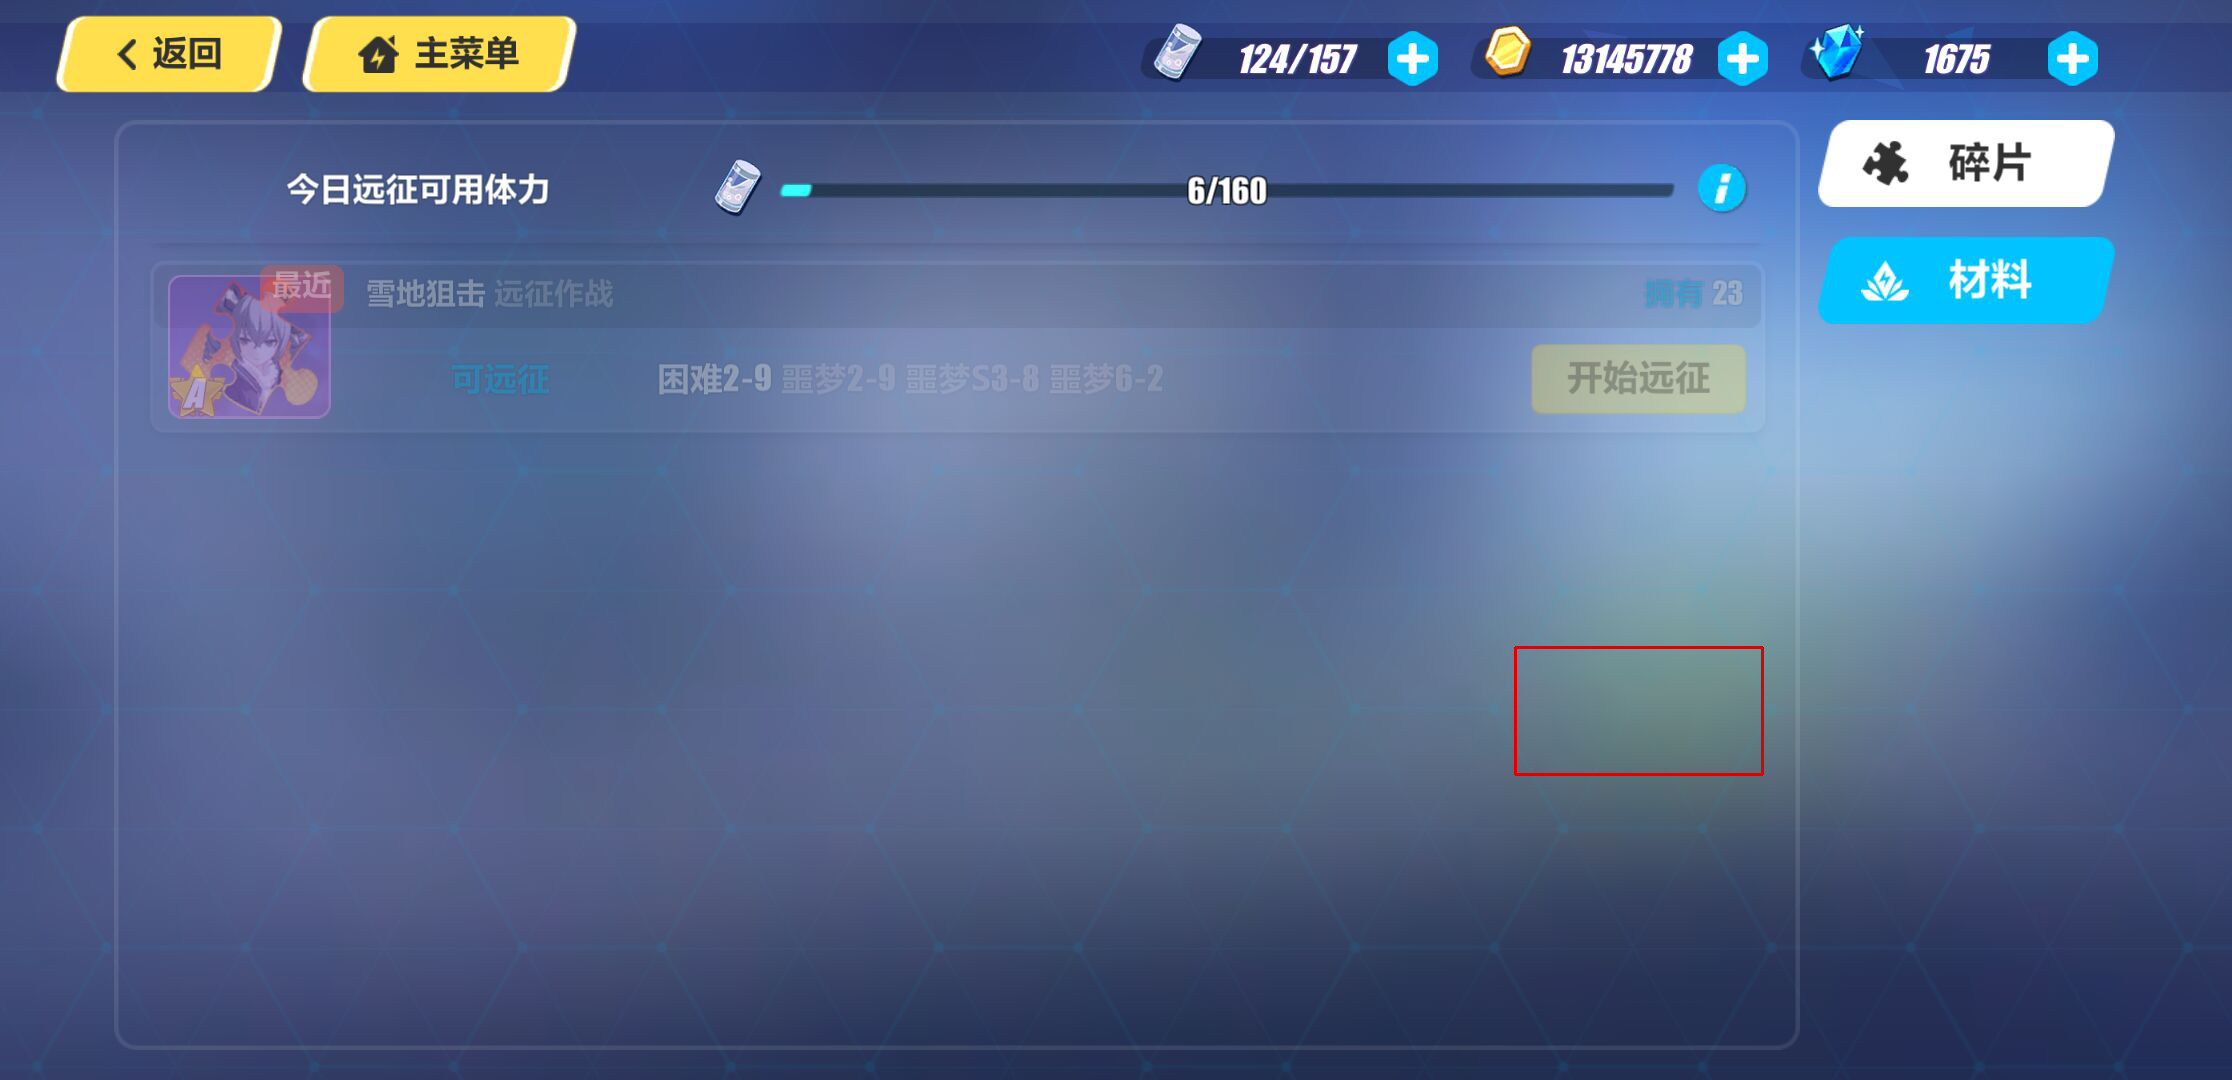 返回 主菜单 124/157 13145778 1675
今日远征可用体力 6/160
碎片
材料
最近 雪地狙击 远征作战 拥有 23
A 可远征 困难2-9 噩梦2-9 噩梦S3-8 噩梦6-2 开始远征